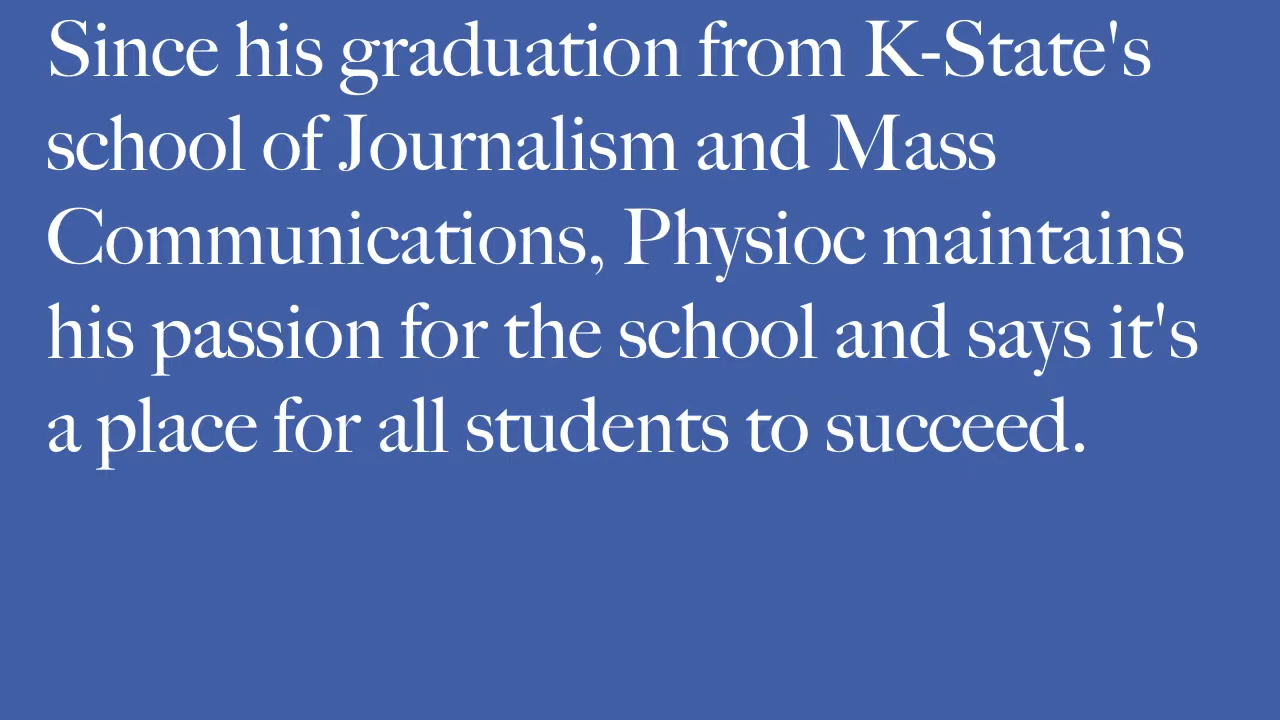 Since his graduation from K-State's
school of Journalism and Mass
Communications, Physioc maintains
his passion for the school and says it's
a place for all students to succeed.